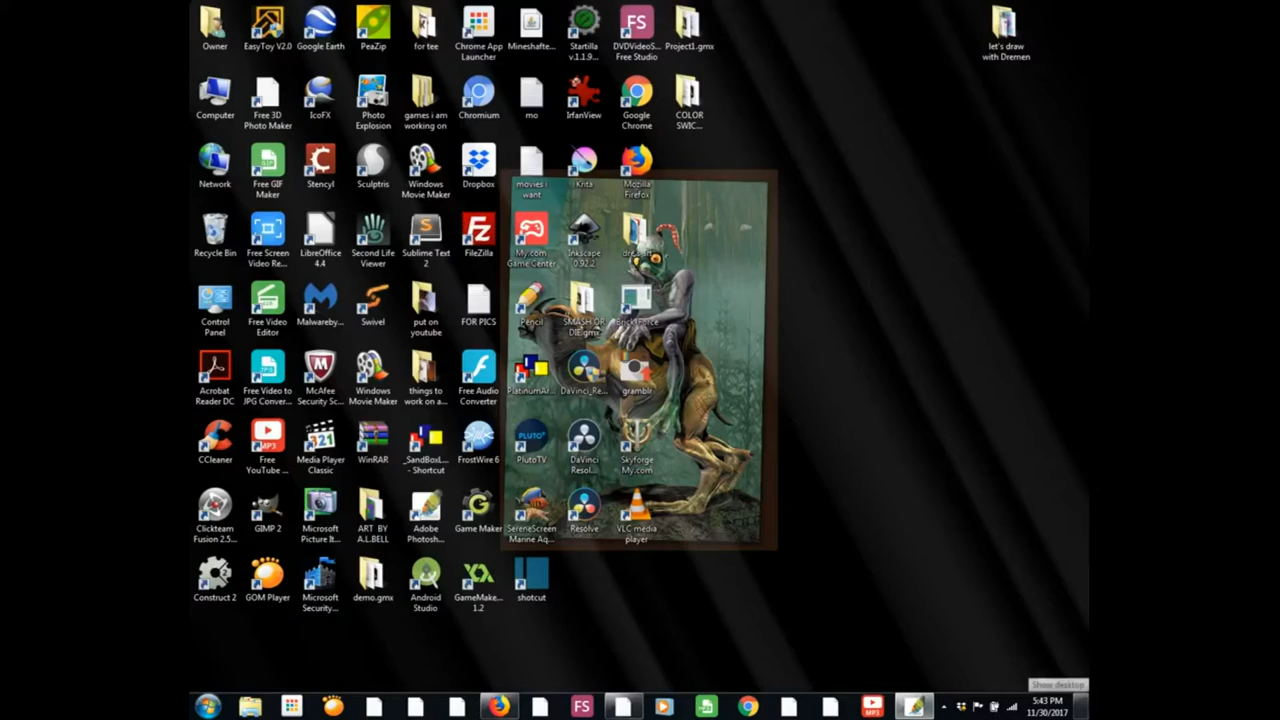 Owner
EasyToy V2.0
Google Earth
PeaZip
for tee
Chrome App
Launcher
Mineshafte...
Startilla
v.1.1.9...
DVDVideoS...
Free Studio
Project1.gmx
let's draw
with Dremen
Computer
Free 3D
Photo Maker
IcoFX
Photo
Explosion
games i am
working on
Chromium
mo
IrfanView
Google
Chrome
COLOR
SWIC...
Network
Free GIF
Maker
Stencyl
Sculptris
Windows
Movie Maker
Dropbox
movies i
want
Krita
Mozilla
Firefox
Recycle Bin
Free Screen
Video Re...
LibreOffice
4.4
Second Life
Viewer
Sublime Text
2
FileZilla
My.com
Game Center
Inkscape
0.92.2
Control
Panel
Free Video
Editor
Malwareby...
Swivel
put on
youtube
FOR PICS
Pencil
SMASH OR
DIE.gmx
Brick-Force
Acrobat
Reader DC
Free Video to
JPG Conver...
McAfee
Security Sc...
Windows
Movie Maker
things to
work on a...
Free Audio
Converter
PlatinumAr...
DaVinci_Re...
gramblr
CCleaner
Free
YouTube ...
Media Player
Classic
WinRAR
_SandBoxL...
- Shortcut
FrostWire 6
PlutoTV
DaVinci
Resol...
Skyforge
My.com
Clickteam
Fusion 2.5...
GIMP 2
Microsoft
Picture It...
ART BY
A.L.BELL
Adobe
Photosh...
Game Maker
SereneScreen
Marine Aq...
Resolve
VLC media
player
Construct 2
GOM Player
Microsoft
Security...
demo.gmx
Android
Studio
GameMake...
1.2
shotcut
Show desktop
FS
MP3
5:43 PM
11/30/2017